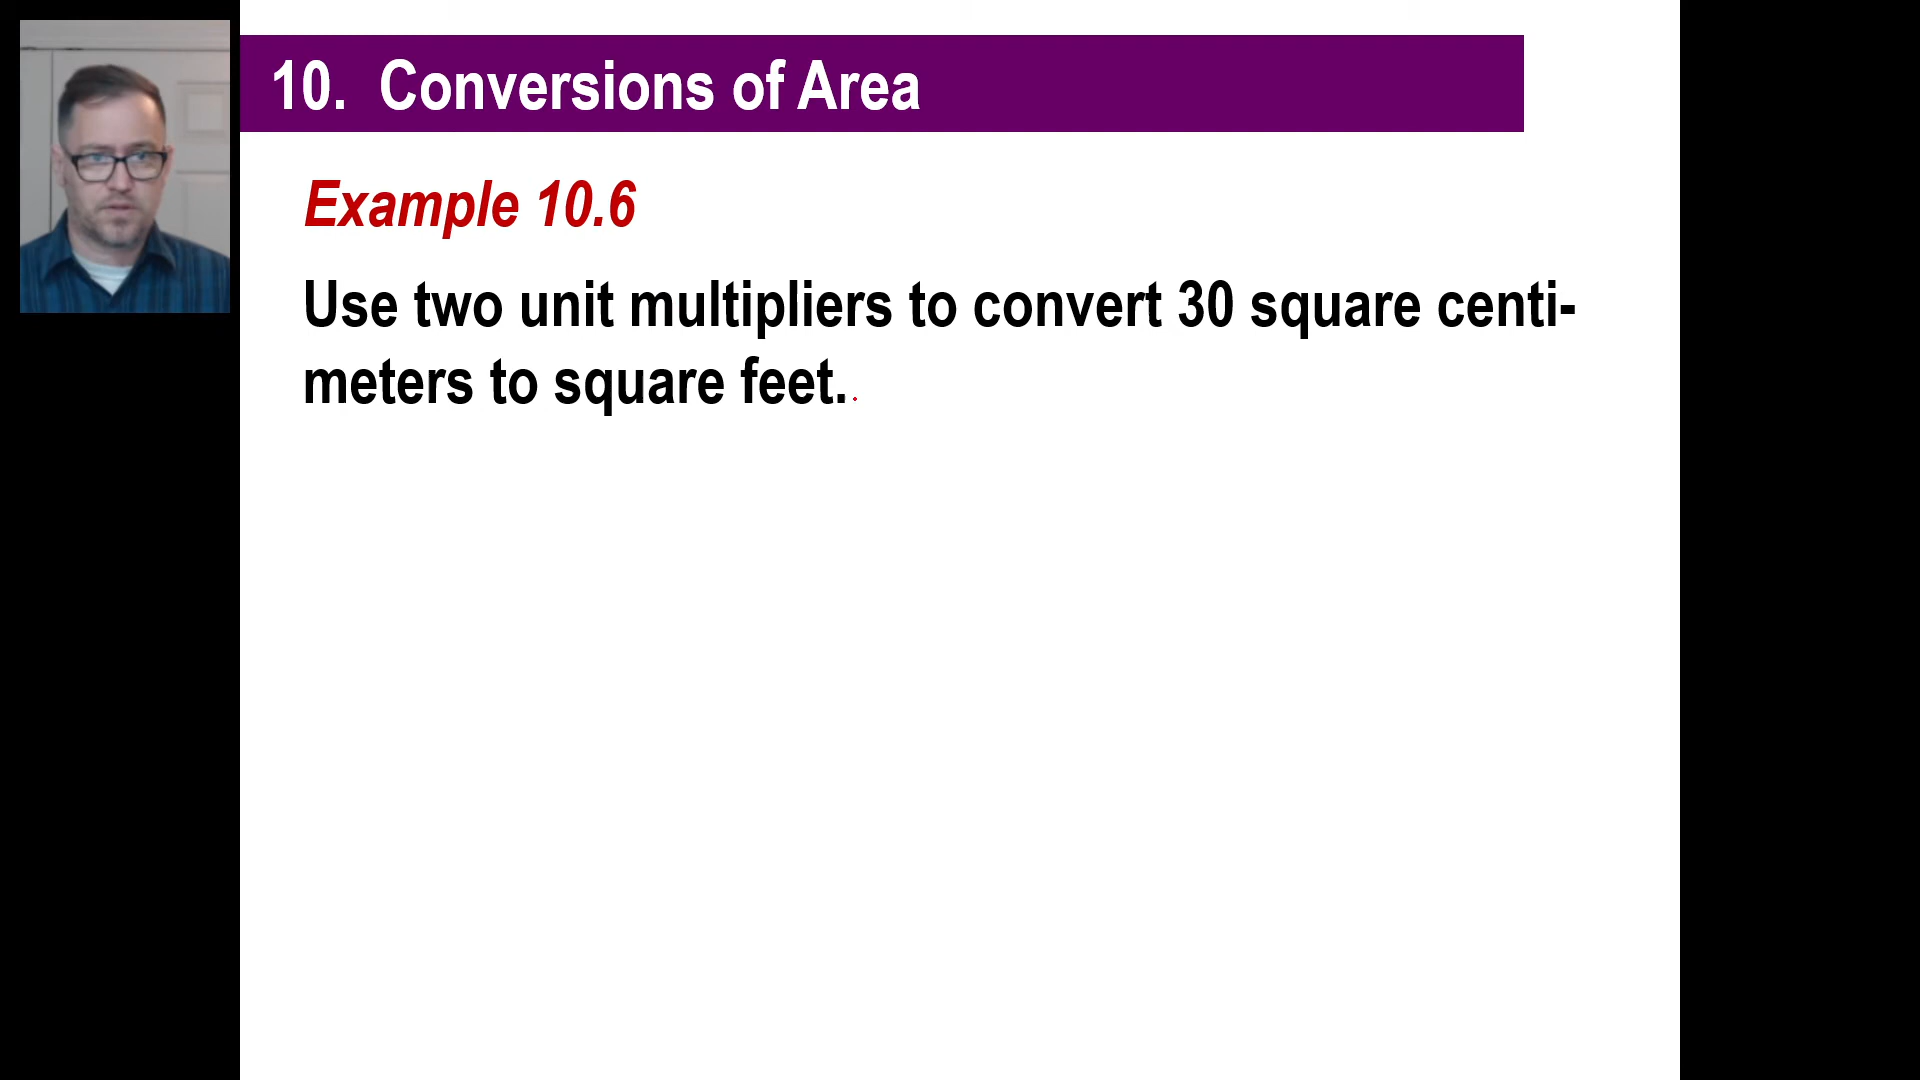 10. Conversions of Area
Example 10.6
Use two unit multipliers to convert 30 square centi-
meters to square feet.